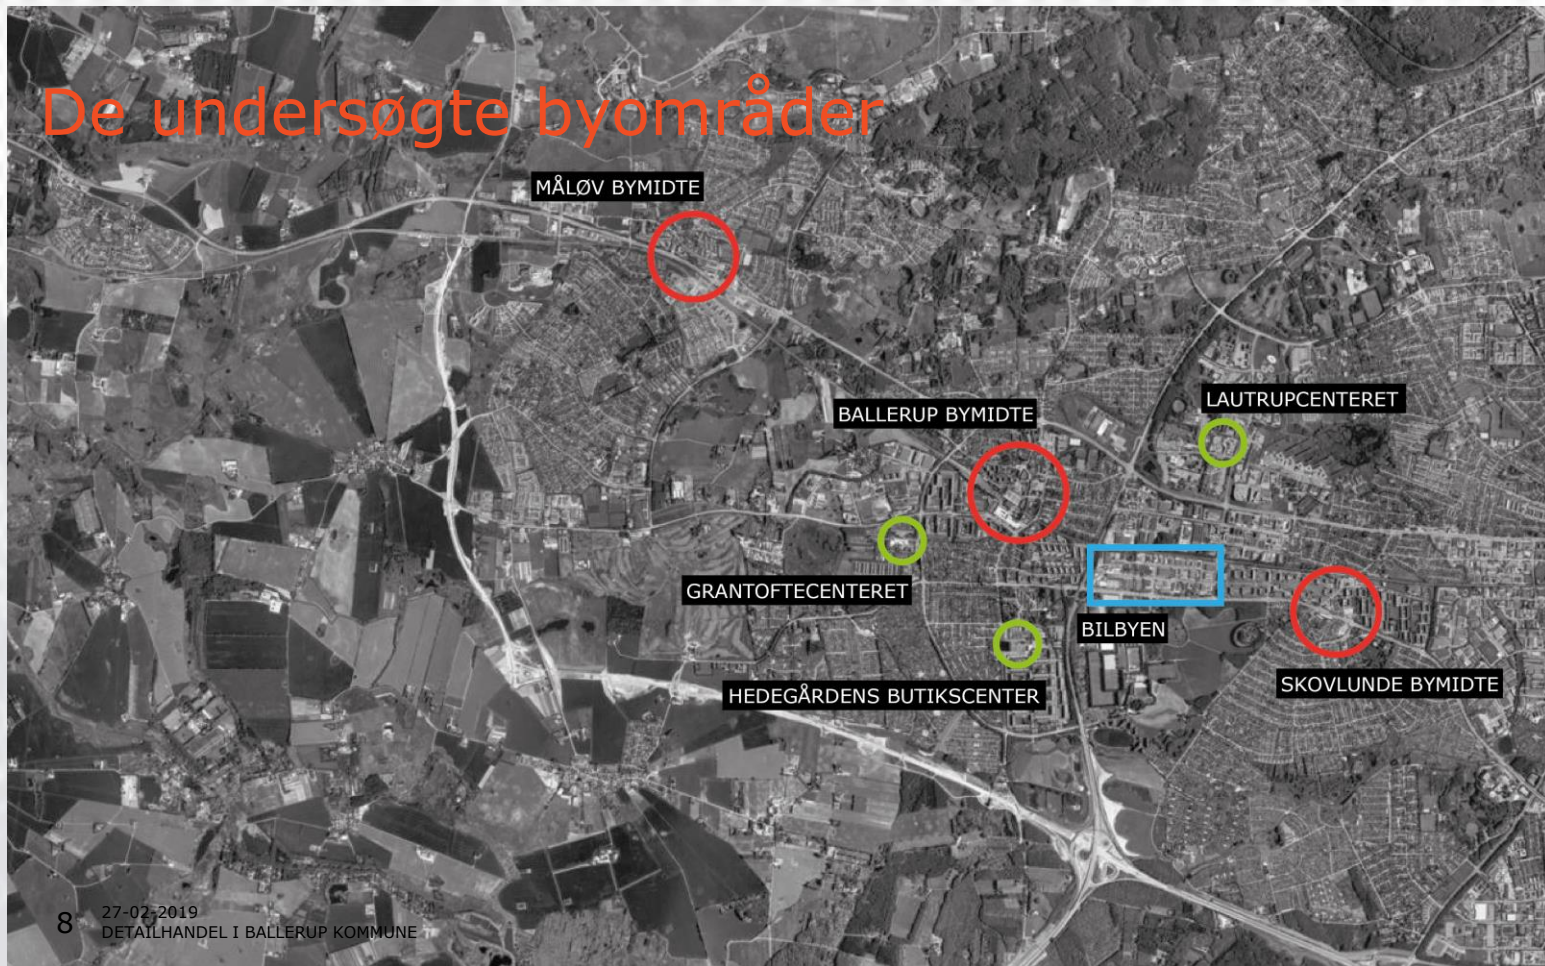 De undersøgte byområder
MÅLØV BYMIDTE
LAUTRUPCENTERET
BALLERUP BYMIDTE
GRANTOFTECENTERET
BILBYEN
SKOVLUNDE BYMIDTE
HEDEGÅRDENS BUTIKSCENTER
8
27-02-2019
DETAILHANDEL I BALLERUP KOMMUNE